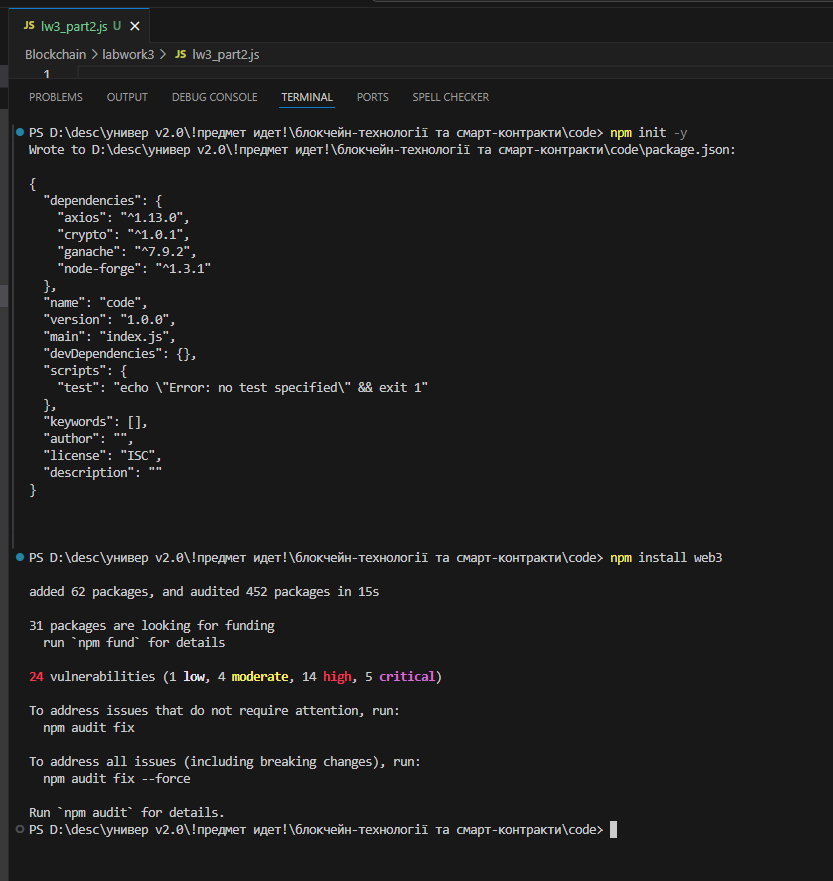 JS lw3_part2.js U ×
Blockchain > labwork3 > JS lw3_part2.js
1
PROBLEMS OUTPUT DEBUG CONSOLE TERMINAL PORTS SPELL CHECKER
PS D:\desc\универ v2.0\!предмет идет!\блокчейн-технології та смарт-контракти\code> npm init -y
Wrote to D:\desc\универ v2.0\!предмет идет!\блокчейн-технології та смарт-контракти\code\package.json:
{
  "dependencies": {
    "axios": "^1.13.0",
    "crypto": "^1.0.1",
    "ganache": "^7.9.2",
    "node-forge": "^1.3.1"
  },
  "name": "code",
  "version": "1.0.0",
  "main": "index.js",
  "devDependencies": {},
  "scripts": {
    "test": "echo \"Error: no test specified\" && exit 1"
  },
  "keywords": [],
  "author": "",
  "license": "ISC",
  "description": ""
}
PS D:\desc\универ v2.0\!предмет идет!\блокчейн-технології та смарт-контракти\code> npm install web3
added 62 packages, and audited 452 packages in 15s
31 packages are looking for funding
  run `npm fund` for details
24 vulnerabilities (1 low, 4 moderate, 14 high, 5 critical)
To address issues that do not require attention, run:
  npm audit fix
To address all issues (including breaking changes), run:
  npm audit fix --force
Run `npm audit` for details.
PS D:\desc\универ v2.0\!предмет идет!\блокчейн-технології та смарт-контракти\code>